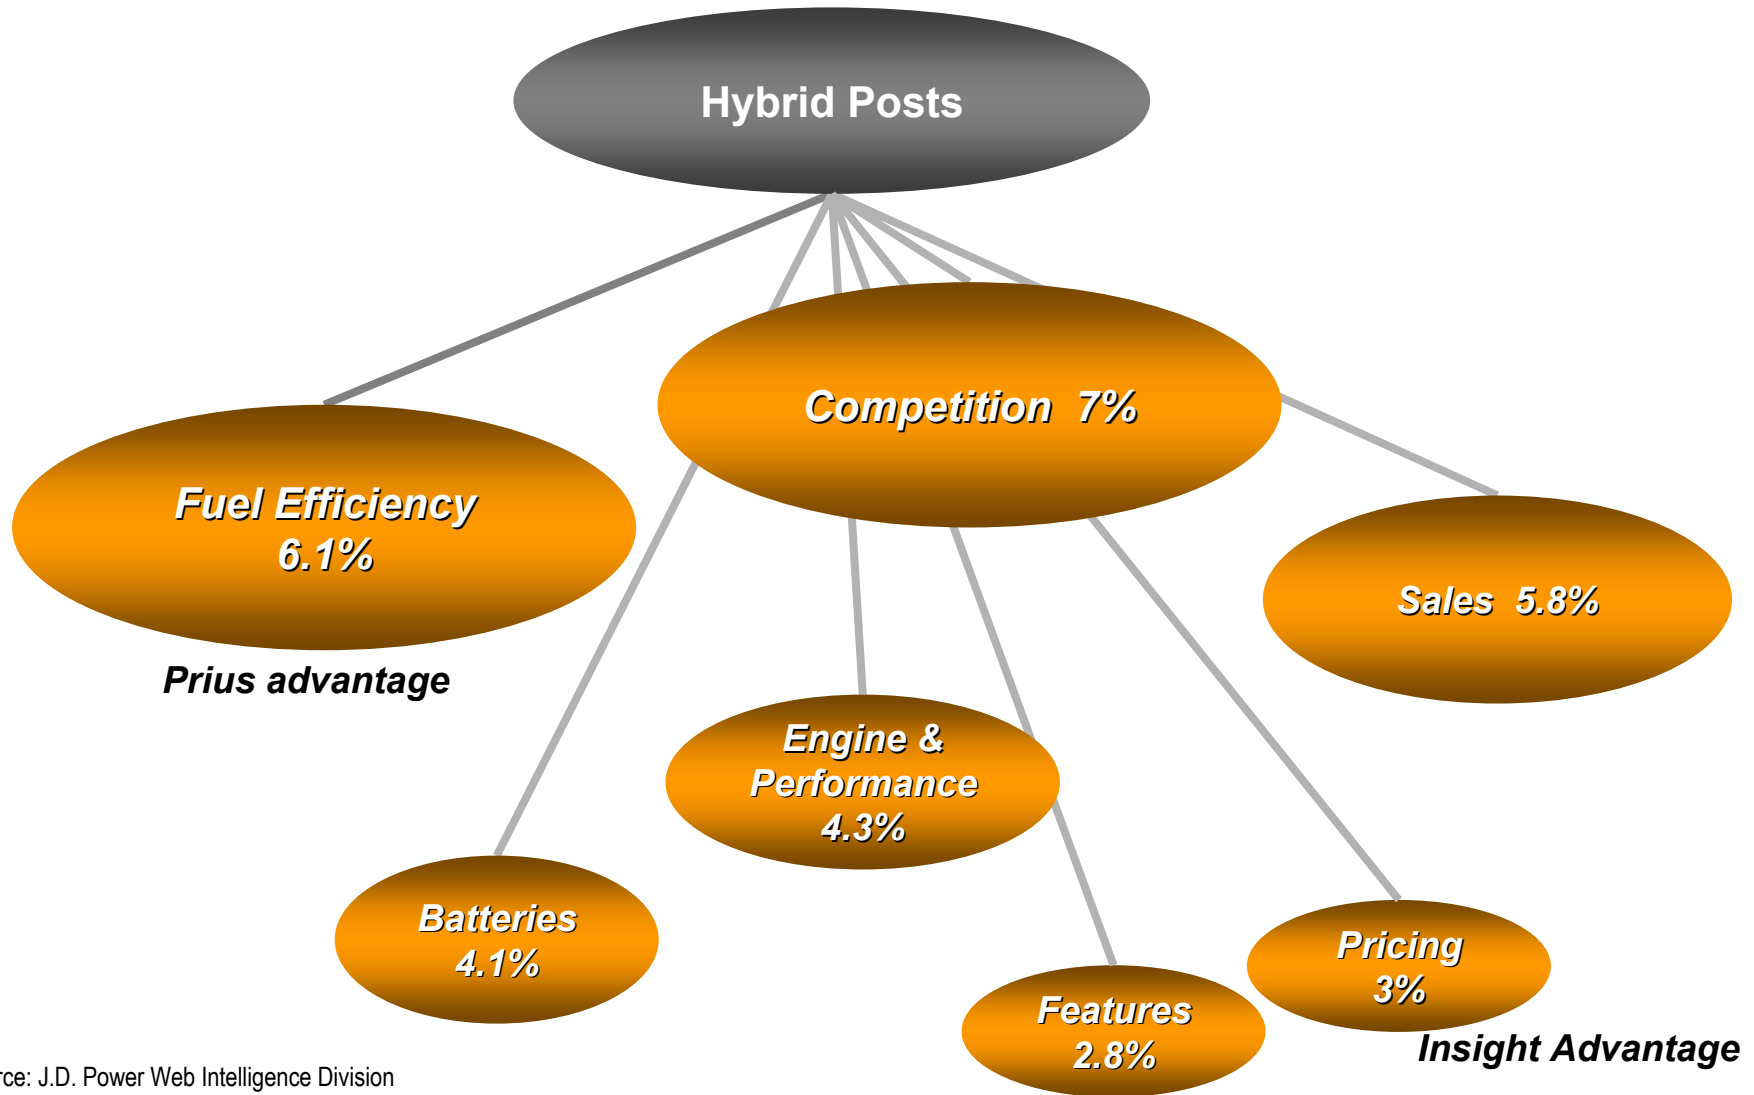 Hybrid Posts
Competition 7%
Fuel Efficiency
6.1%
Prius advantage
Sales 5.8%
Engine &
Performance
4.3%
Batteries
4.1%
Pricing
3%
Features
2.8%
Insight Advantage
rce: J.D. Power Web Intelligence Division